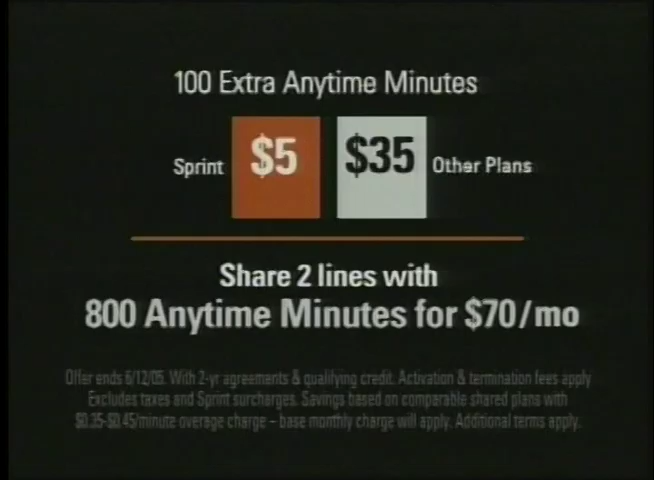 100 Extra Anytime Minutes
Sprint $5 $35 Other Plans
Share 2 lines with
800 Anytime Minutes for $70/mo
Offer ends 6/12/05. With 2-yr agreements & qualifying credit. Activation & termination fees apply
Excludes taxes and Sprint surcharges. Savings based on comparable shared plans with
$0.35-$0.45/minute overage charge – base monthly charge will apply. Additional terms apply.